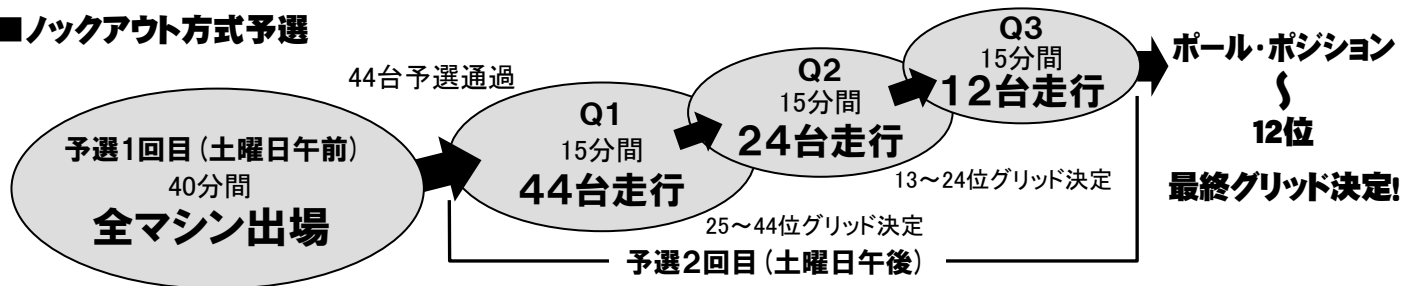 ■ノックアウト方式予選
予選1回目(土曜日午前)
40分間
全マシン出場
44台予選通過
Q1
15分間
44台走行
25～44位グリッド決定
Q2
15分間
24台走行
13～24位グリッド決定
Q3
15分間
12台走行
ポール・ポジション
〜
12位
最終グリッド決定!
予選2回目(土曜日午後)